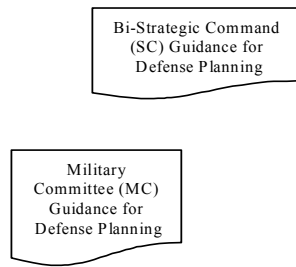 Bi-Strategic Command
(SC) Guidance for
Defense Planning
Military
Committee (MC)
Guidance for
Defense Planning